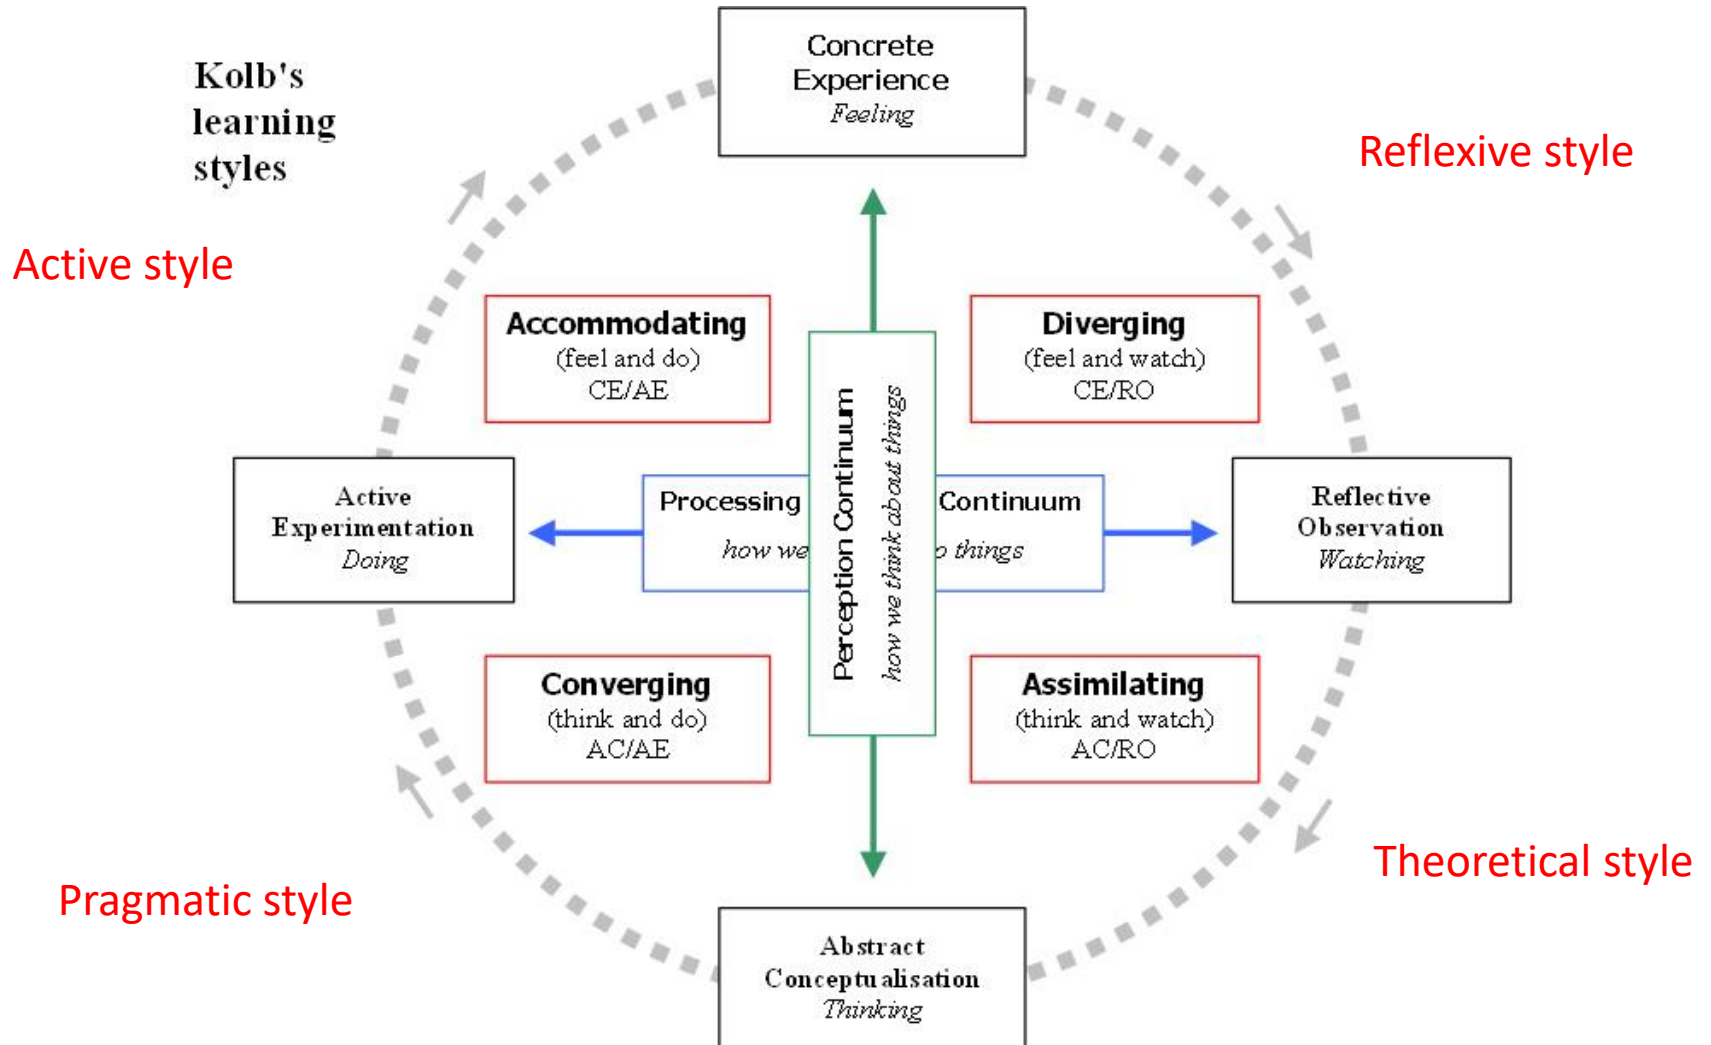 Kolb's
learning
styles
Concrete
Experience
Feeling
Reflexive style
Active style
Accommodating
(feel and do)
CE/AE
Diverging
(feel and watch)
CE/RO
Active
Experimentation
Doing
Processing Continuum
how we o things
Perception Continuum
how we think about things
Reflective
Observation
Watching
Converging
(think and do)
AC/AE
Assimilating
(think and watch)
AC/RO
Pragmatic style
Theoretical style
Abstract
Conceptualisation
Thinking